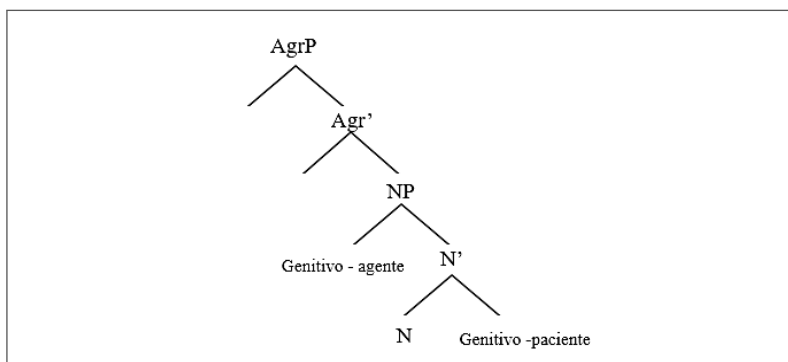 AgrP
Agr’
NP
Genitivo - agente
N’
N
Genitivo -paciente